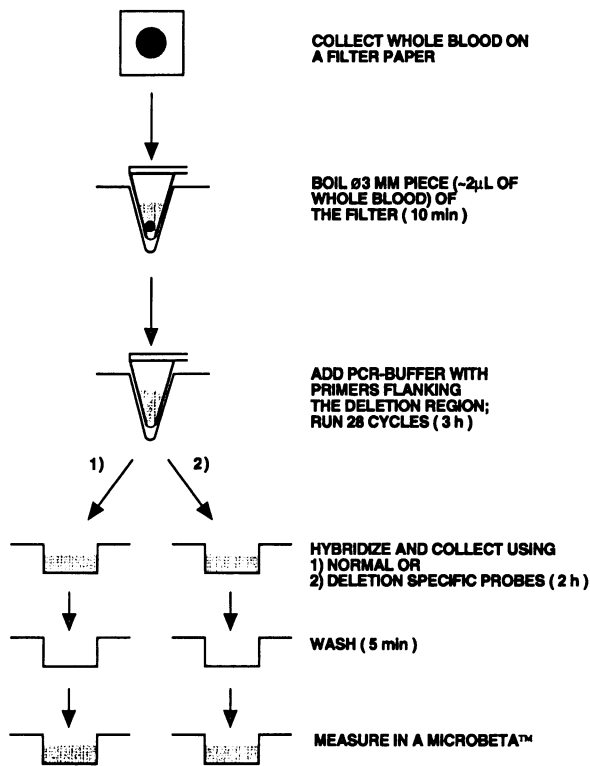 COLLECT WHOLE BLOOD ON
A FILTER PAPER
BOIL ø3 MM PIECE (~2µL OF
WHOLE BLOOD) OF
THE FILTER ( 10 min )
ADD PCR-BUFFER WITH
PRIMERS FLANKING
THE DELETION REGION;
RUN 28 CYCLES ( 3 h )
1) 2)
HYBRIDIZE AND COLLECT USING
1) NORMAL OR
2) DELETION SPECIFIC PROBES ( 2 h )
WASH ( 5 min )
MEASURE IN A MICROBETA™